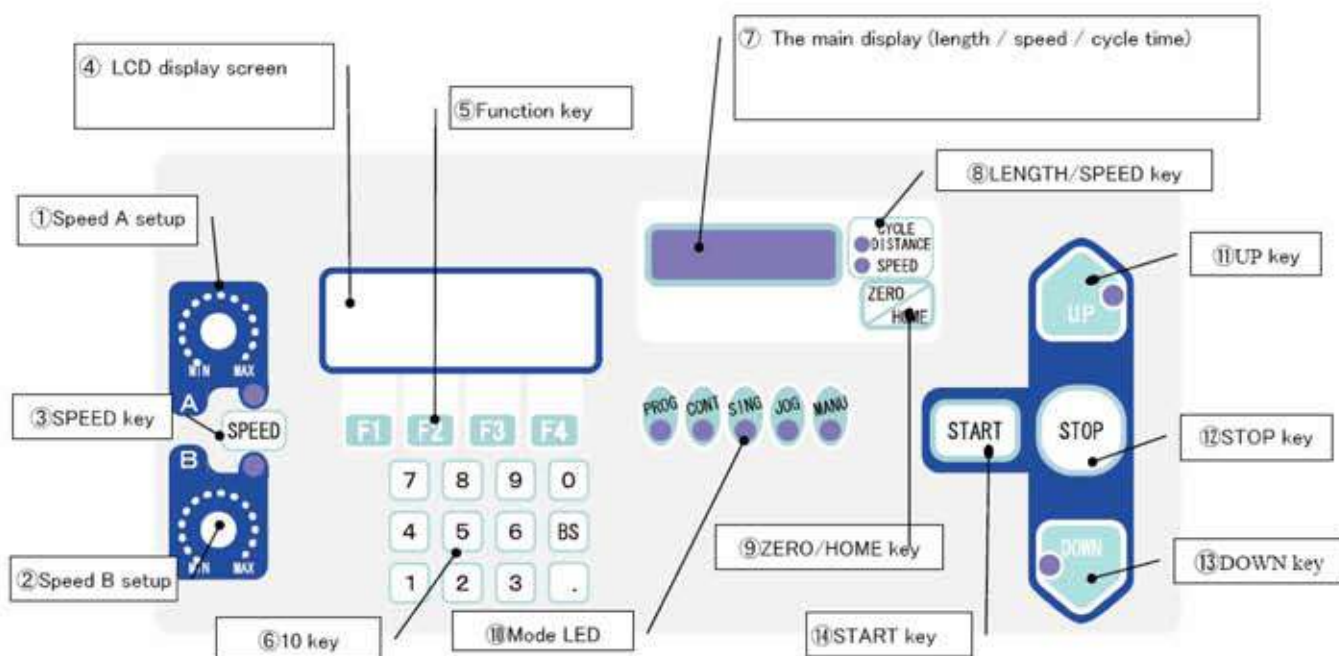 ④ LCD display screen
⑦ The main display (length / speed / cycle time)
⑤Function key
⑧LENGTH/SPEED key
①Speed A setup
CYCLE
DISTANCE
SPEED
⑪UP key
ZERO
HOME
UP
MIN MAX
A
③SPEED key
SPEED
PROG CONT SING JOG MANU
F1 F2 F3 F4
START
STOP
⑫STOP key
B
7 8 9 0
4 5 6 BS
1 2 3 .
MIN MAX
②Speed B setup
⑨ZERO/HOME key
DOWN
⑬DOWN key
⑥10 key
⑩Mode LED
⑭START key